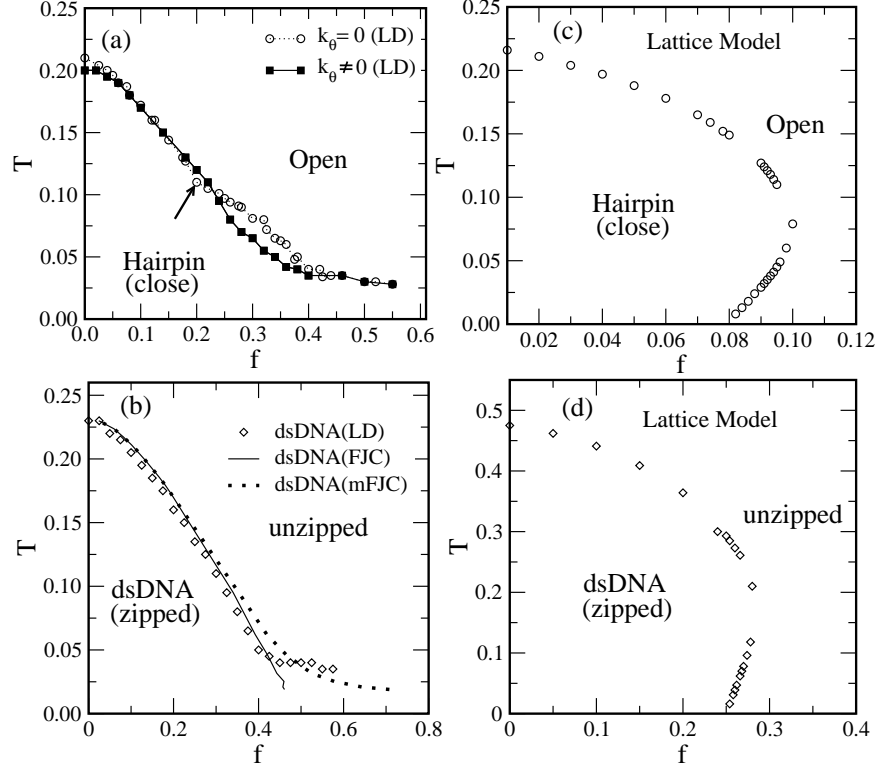 (a)
k_θ = 0 (LD)
k_θ ≠ 0 (LD)
Open
Hairpin
(close)
T
0.25
0.20
0.15
0.10
0.05
0.00
0.0 0.1 0.2 0.3 0.4 0.5 0.6
f
(c)
Lattice Model
Open
Hairpin
(close)
T
0.25
0.20
0.15
0.10
0.05
0.00
0.02 0.04 0.06 0.08 0.10 0.12
f
(b)
dsDNA(LD)
dsDNA(FJC)
dsDNA(mFJC)
unzipped
dsDNA
(zipped)
T
0.25
0.20
0.15
0.10
0.05
0.00
0 0.2 0.4 0.6 0.8
f
(d)
Lattice Model
unzipped
dsDNA
(zipped)
T
0.5
0.4
0.3
0.2
0.1
0
0 0.1 0.2 0.3 0.4
f